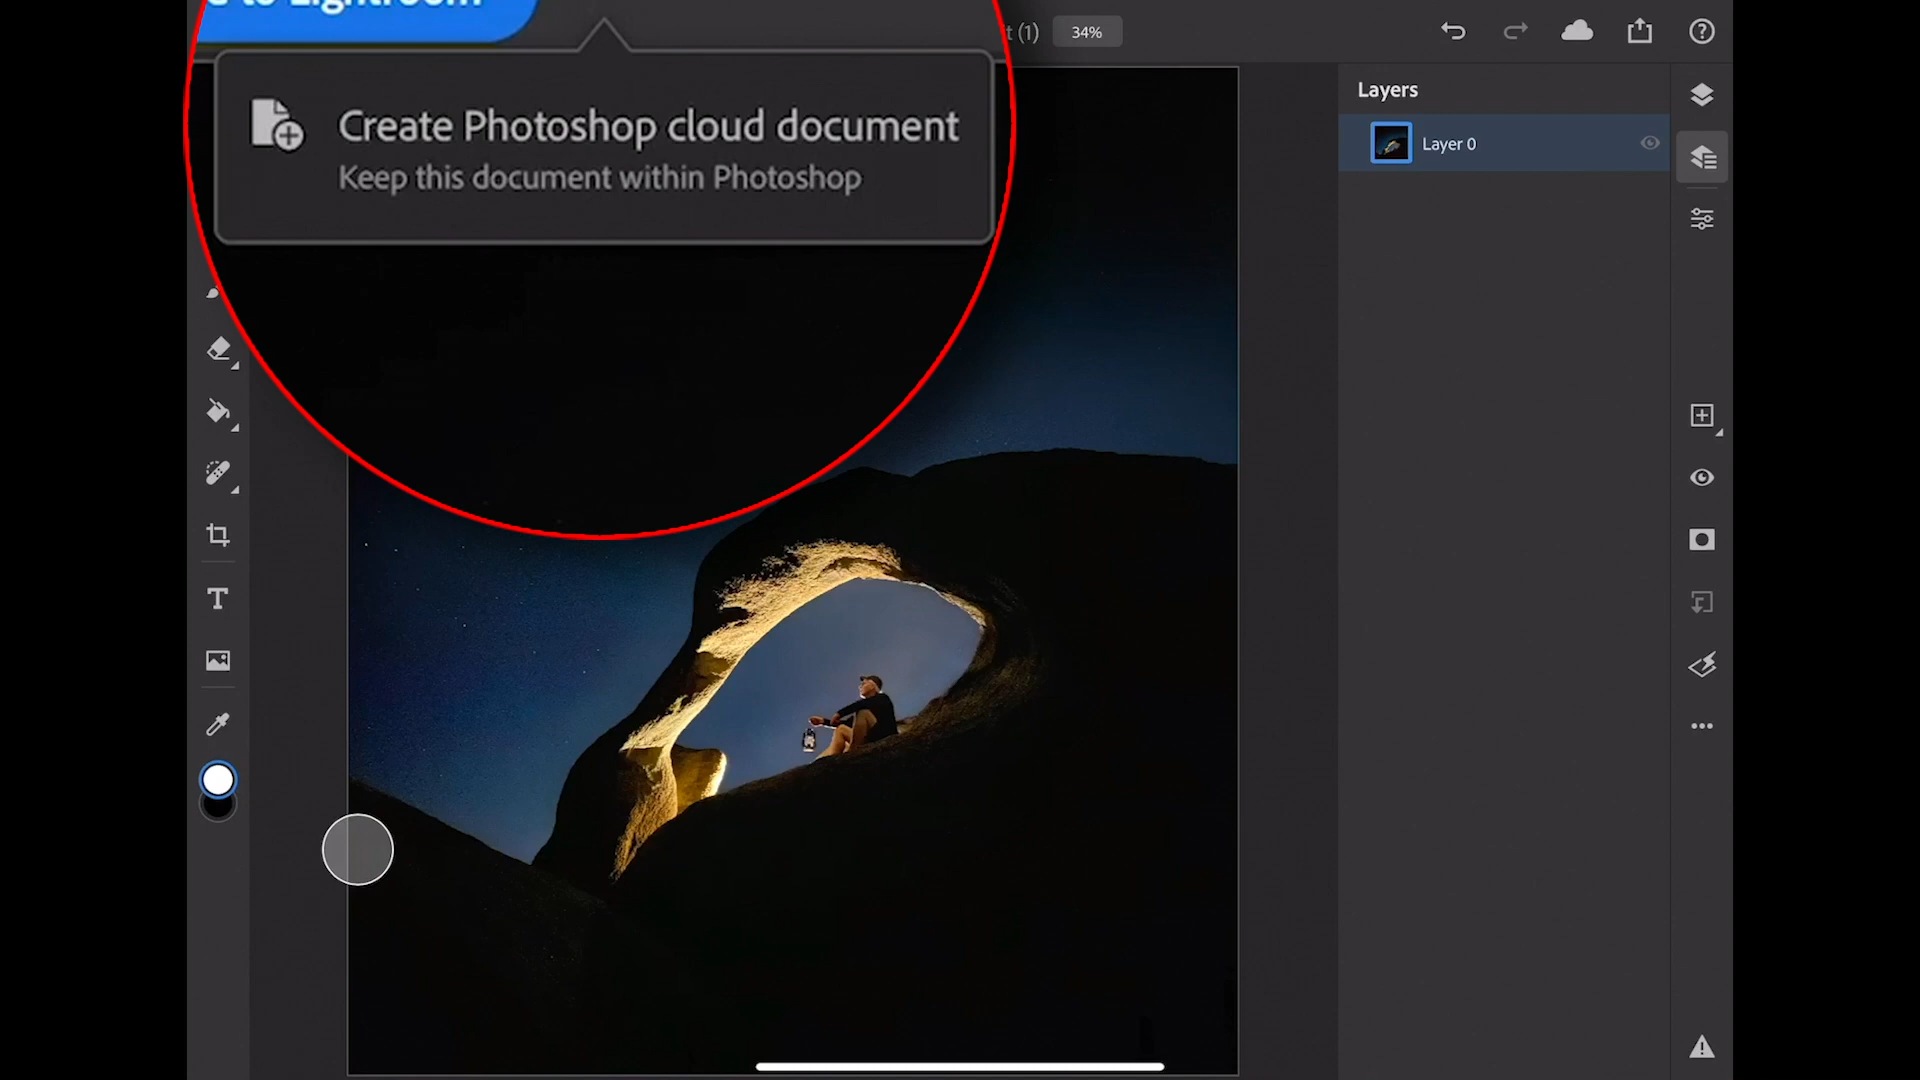 to Lightroom
t (1)
34%
Create Photoshop cloud document
Keep this document within Photoshop
Layers
Layer 0